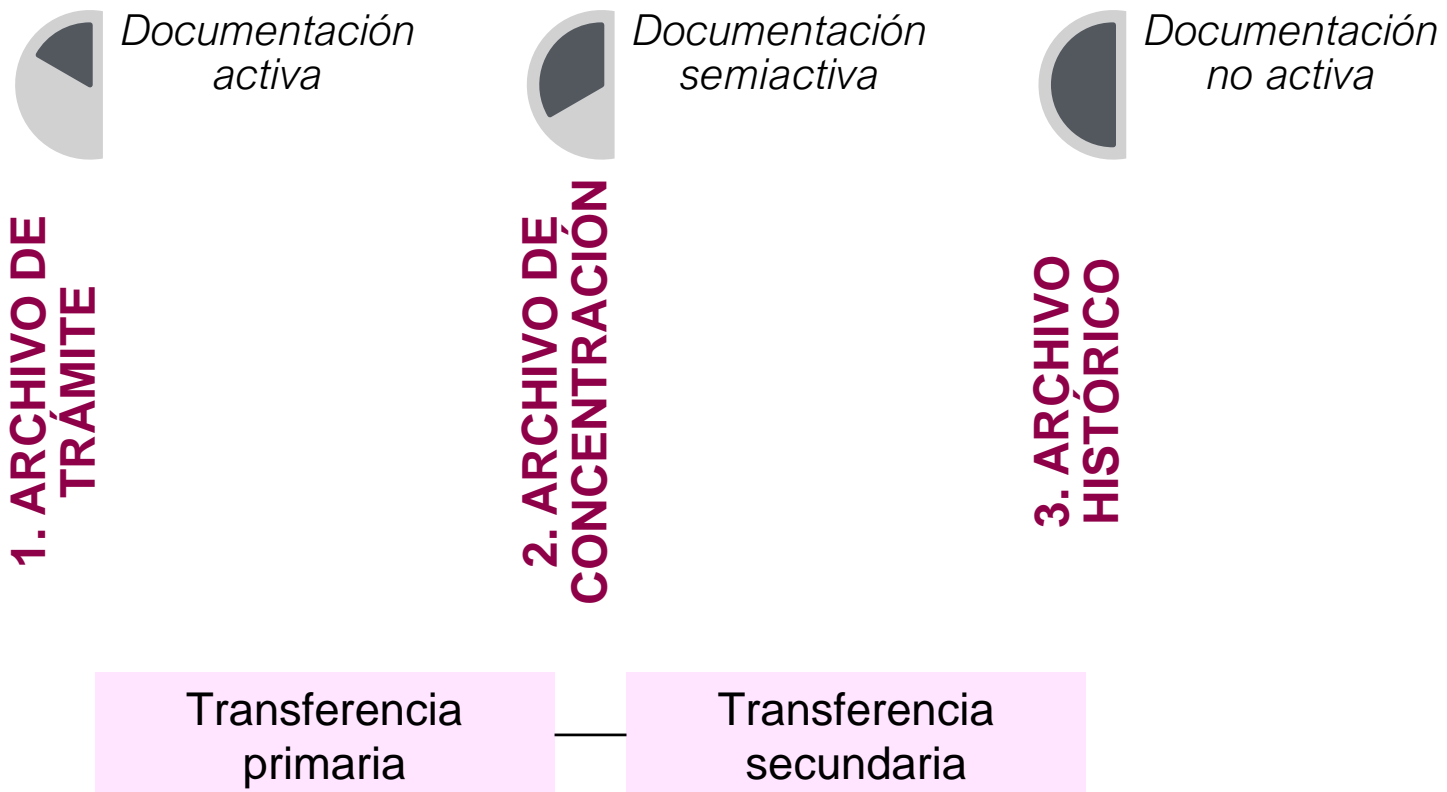 Documentación
activa
1. ARCHIVO DE
TRÁMITE
Documentación
semiactiva
2. ARCHIVO DE
CONCENTRACIÓN
Documentación
no activa
3. ARCHIVO
HISTÓRICO
Transferencia
primaria
Transferencia
secundaria